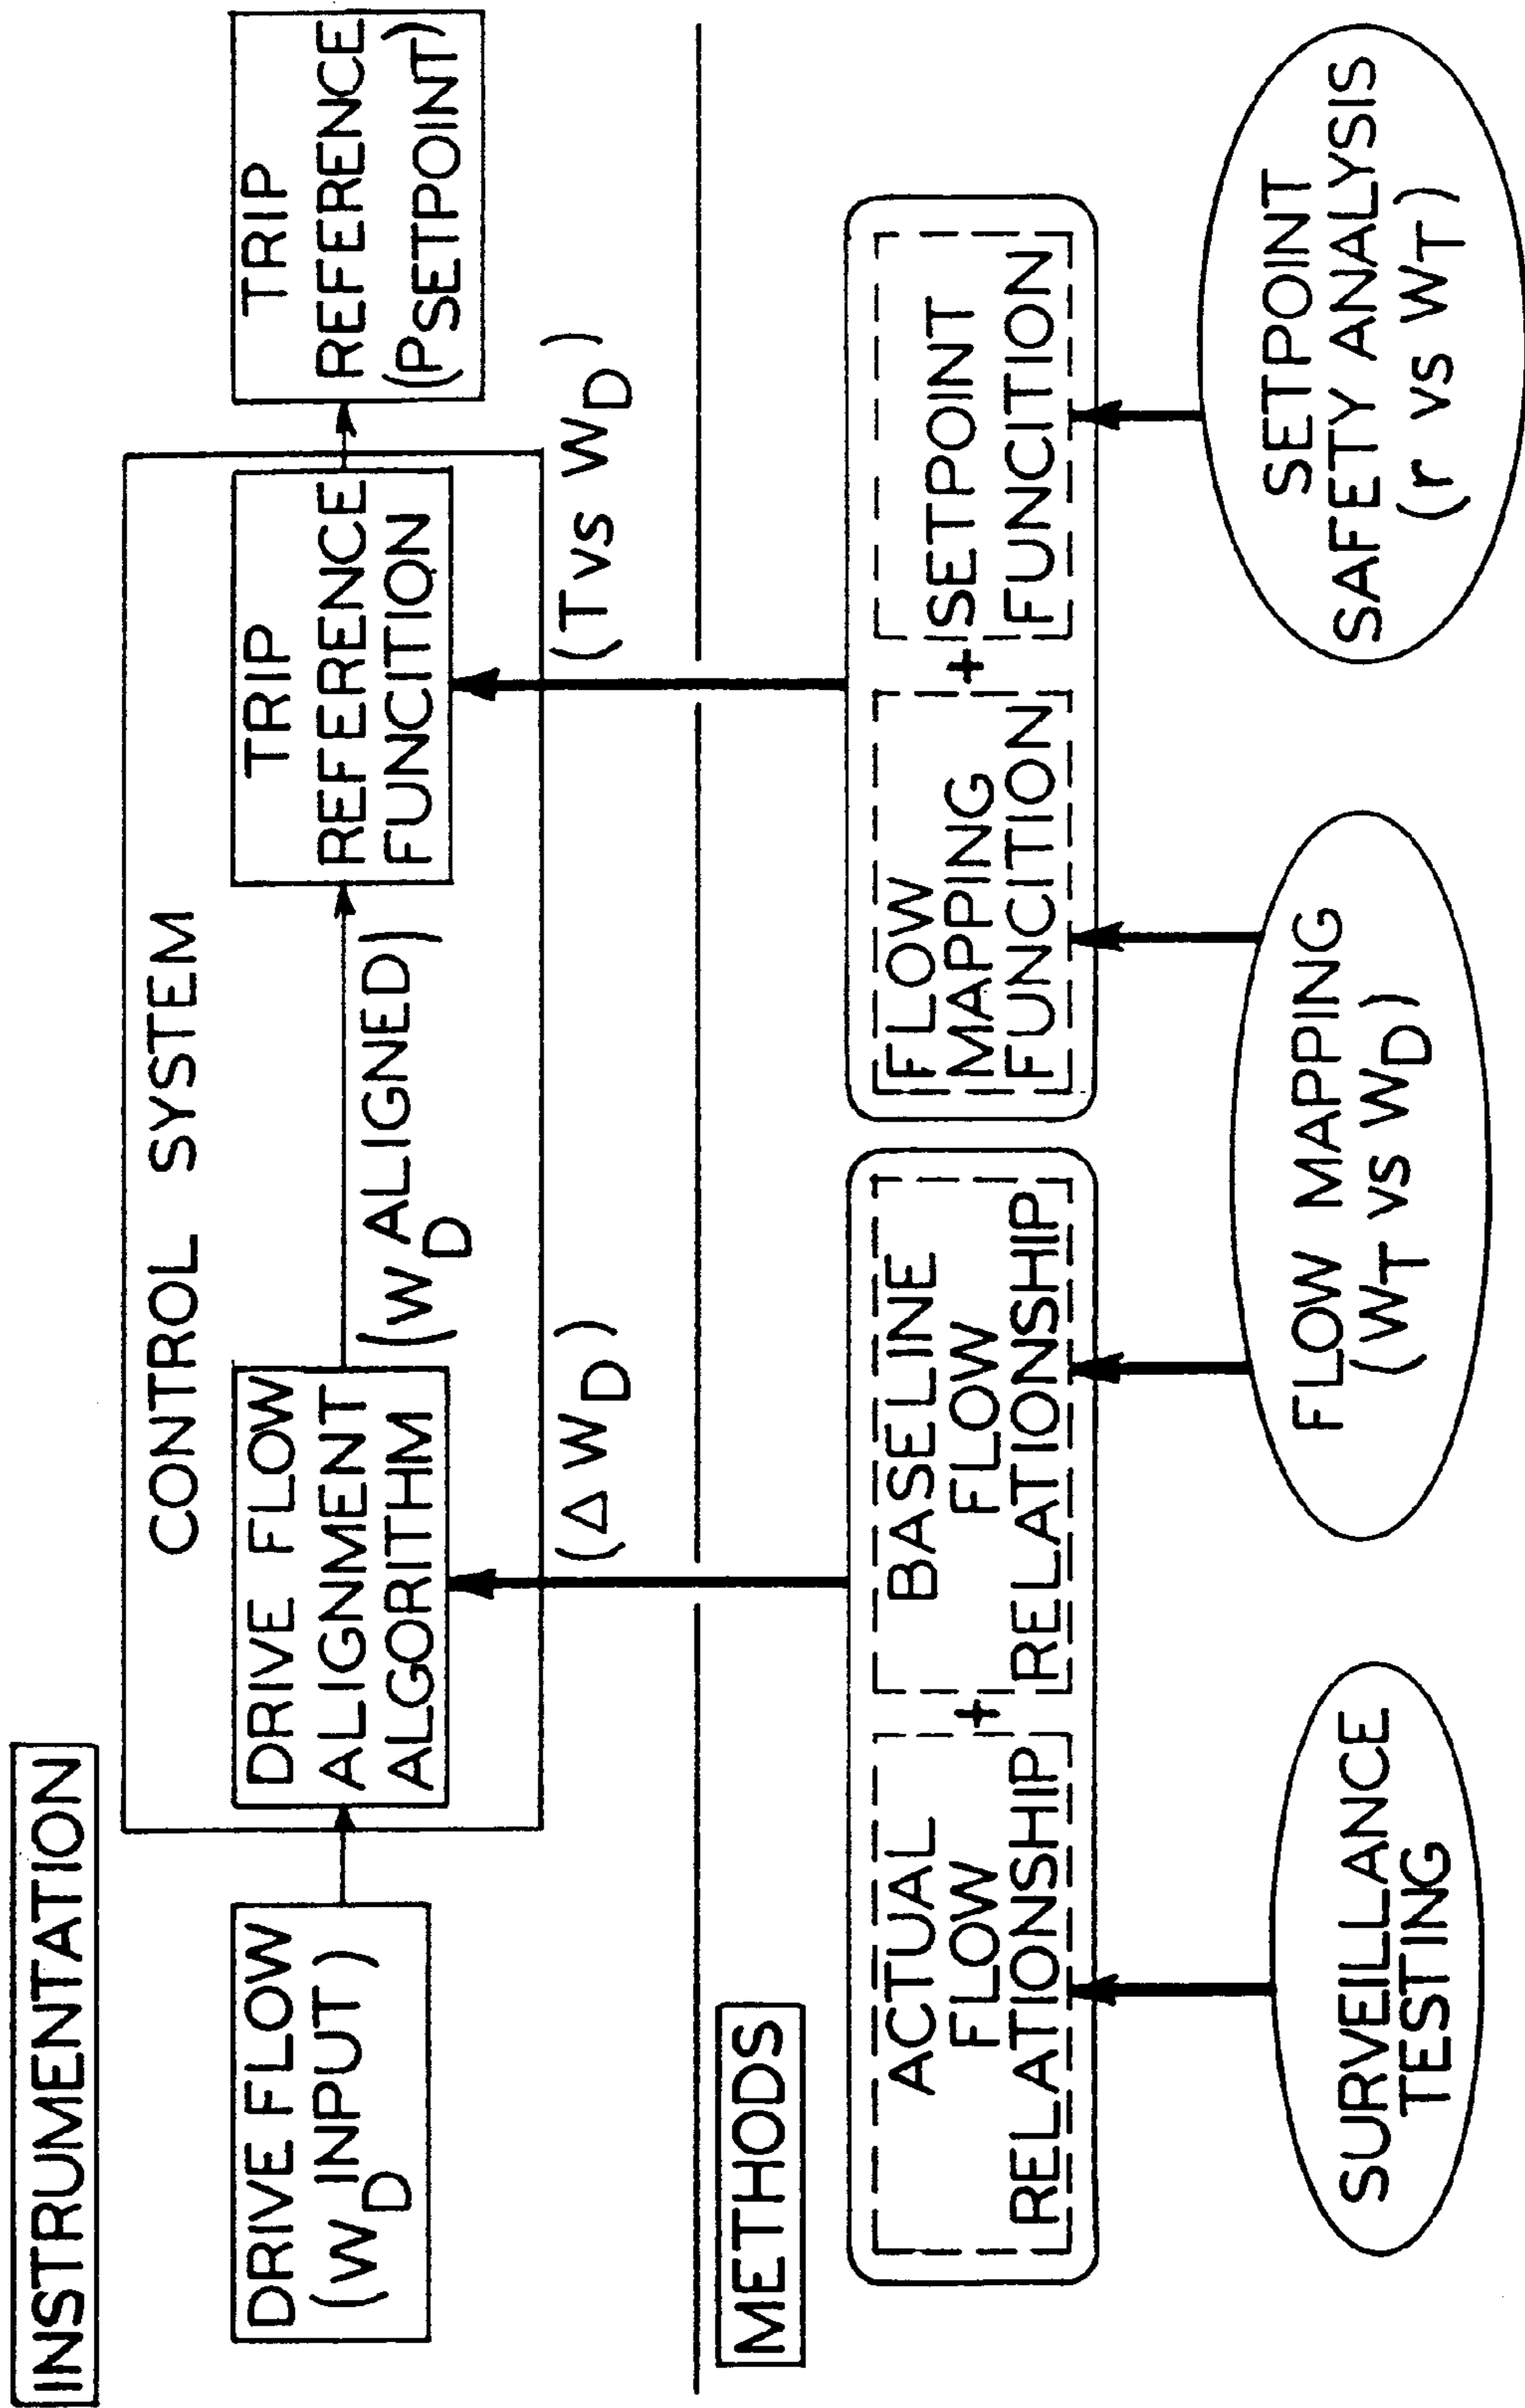 INSTRUMENTATION
CONTROL SYSTEM
DRIVE FLOW
(W_D INPUT)
DRIVE FLOW
ALIGNMENT
ALGORITHM
(W_D ALIGNED)
TRIP
REFERENCE
FUNCITION
TRIP
REFERENCE
(P_SETPOINT)
(Δ W_D)
(T vs W_D)
METHODS
ACTUAL
FLOW
RELATIONSHIP
+
BASELINE
FLOW
RELATIONSHIP
FLOW
MAPPING
FUNCITION
+
SETPOINT
FUNCITION
SURVEILLANCE
TESTING
FLOW MAPPING
(W_T vs W_D)
SETPOINT
SAFETY ANALYSIS
(r vs W_T)